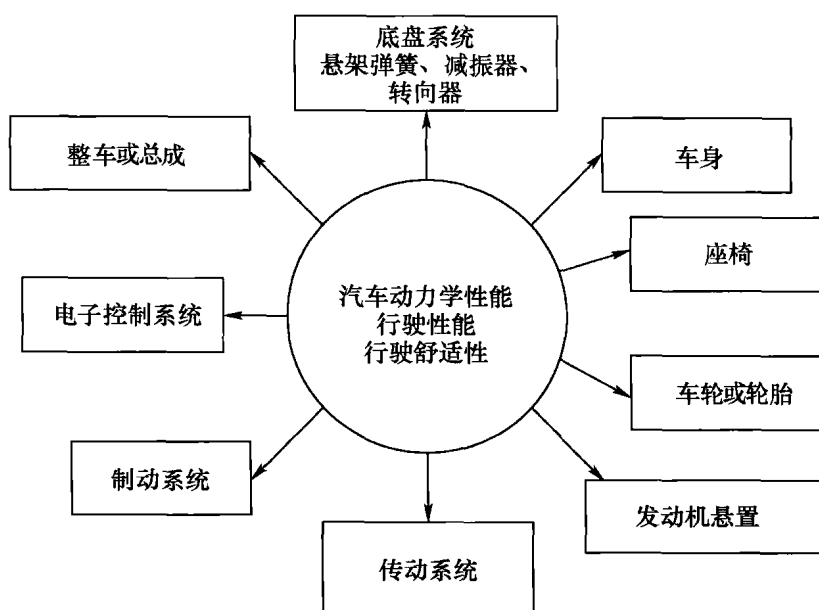 底盘系统
悬架弹簧、减振器、
转向器
整车或总成
车身
座椅
电子控制系统
汽车动力学性能
行驶性能
行驶舒适性
车轮或轮胎
制动系统
发动机悬置
传动系统